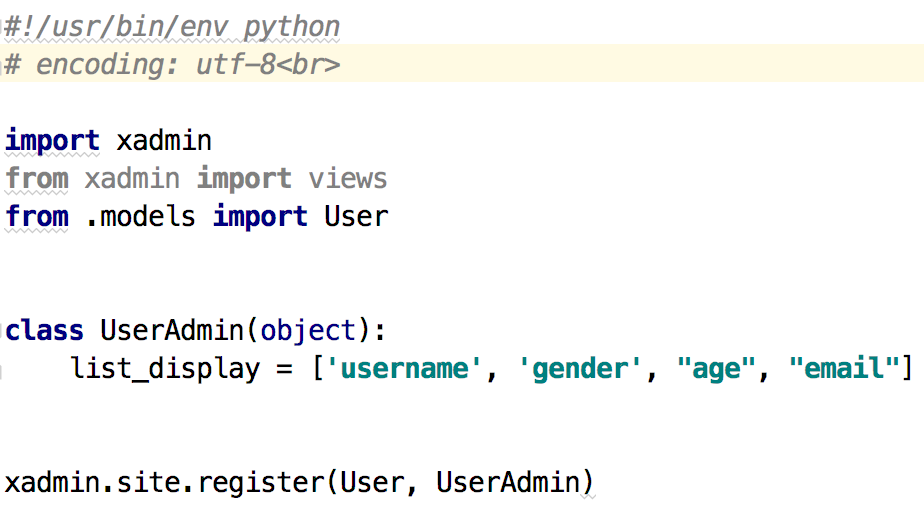 #!/usr/bin/env python
# encoding: utf-8<br>
import xadmin
from xadmin import views
from .models import User
class UserAdmin(object):
    list_display = ['username', 'gender', "age", "email"]
xadmin.site.register(User, UserAdmin)